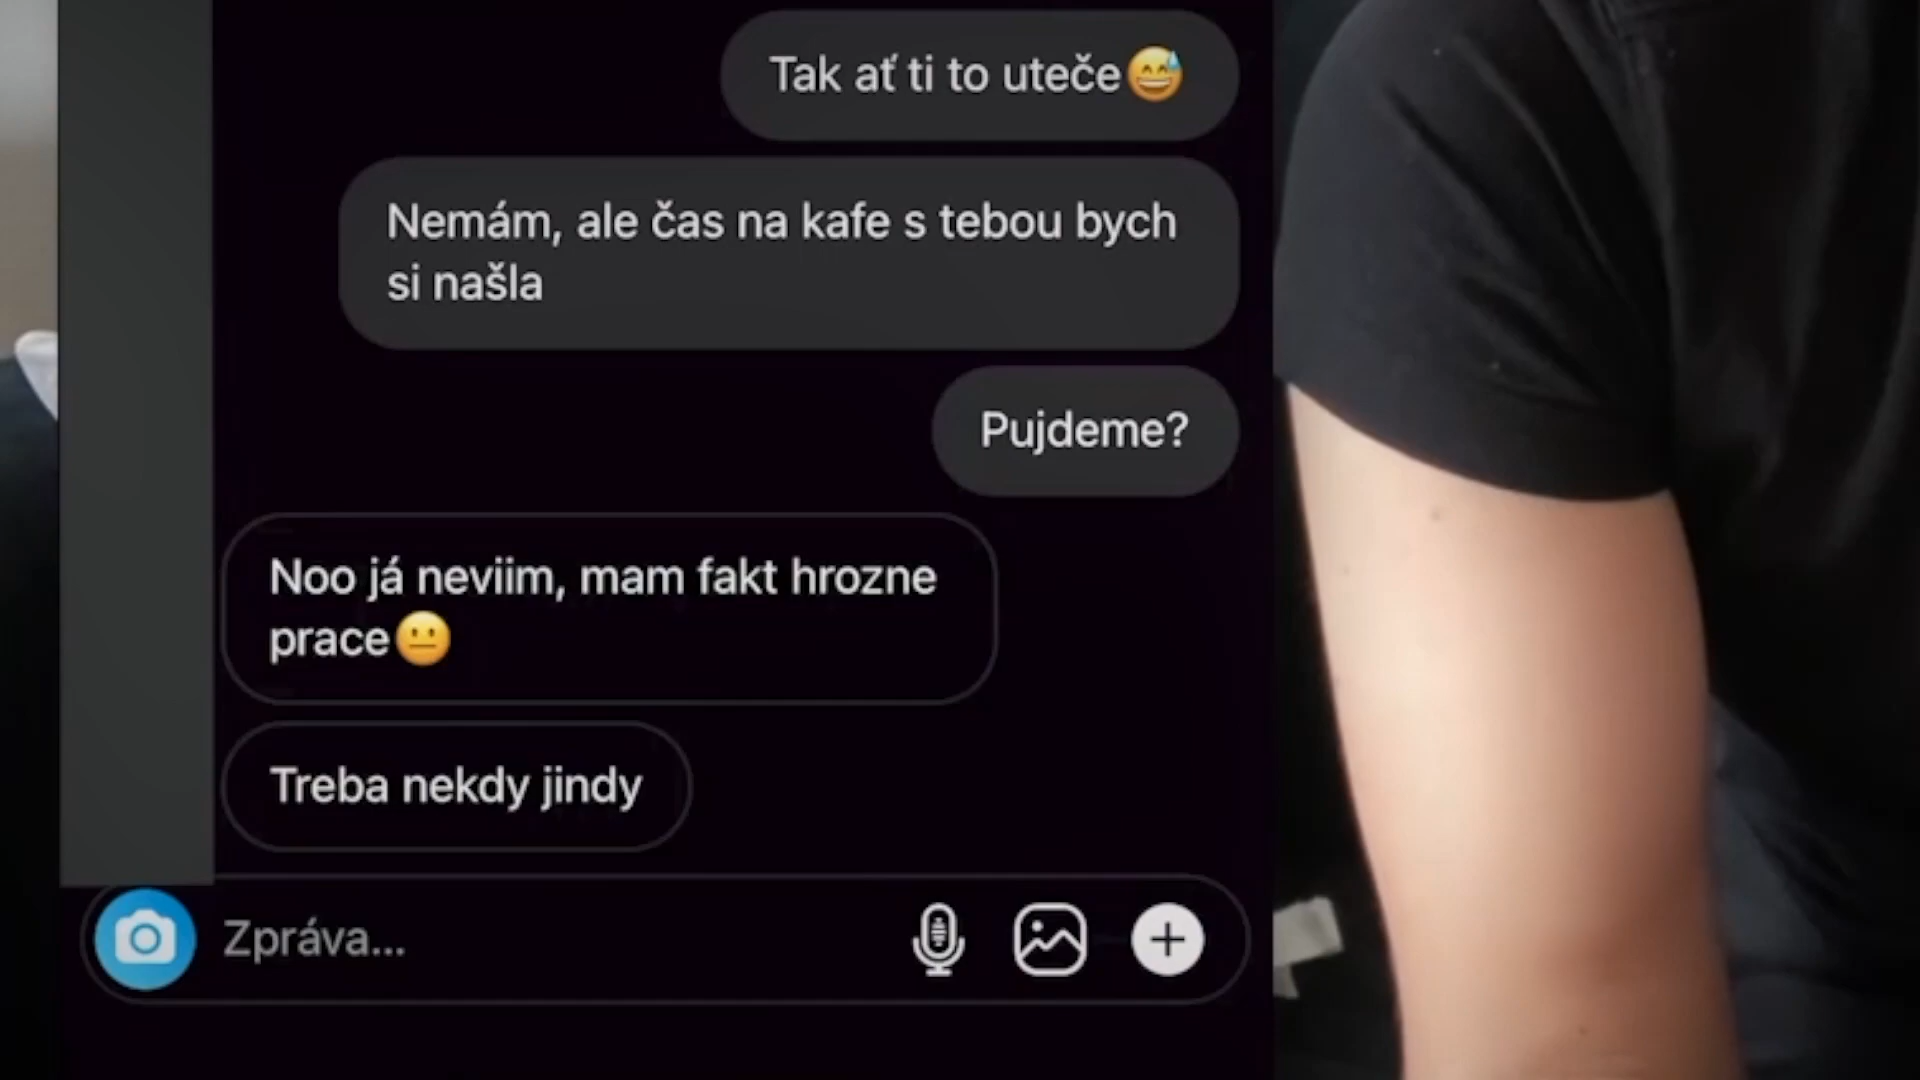 Tak ať ti to uteče😅
Nemám, ale čas na kafe s tebou bych
si našla
Pujdeme?
Noo já neviim, mam fakt hrozne
prace😐
Treba nekdy jindy
Zpráva...